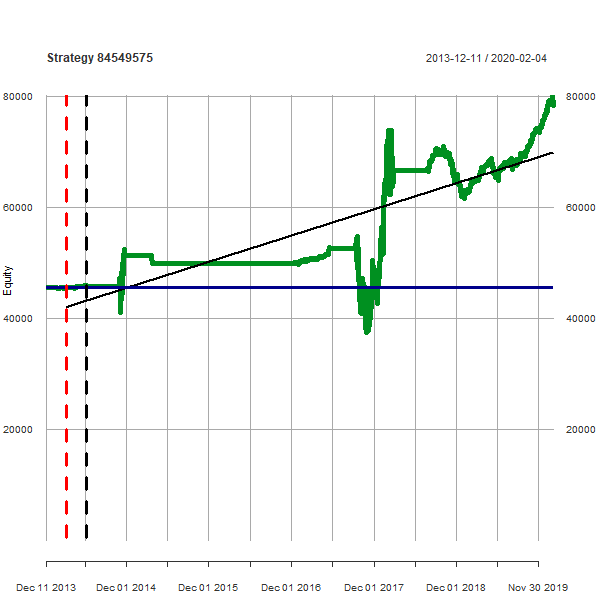 Strategy 84549575 2013-12-11 / 2020-02-04
80000 80000
60000 60000
Equity
40000 40000
20000 20000
Dec 11 2013 Dec 01 2014 Dec 01 2015 Dec 01 2016 Dec 01 2017 Dec 01 2018 Nov 30 2019